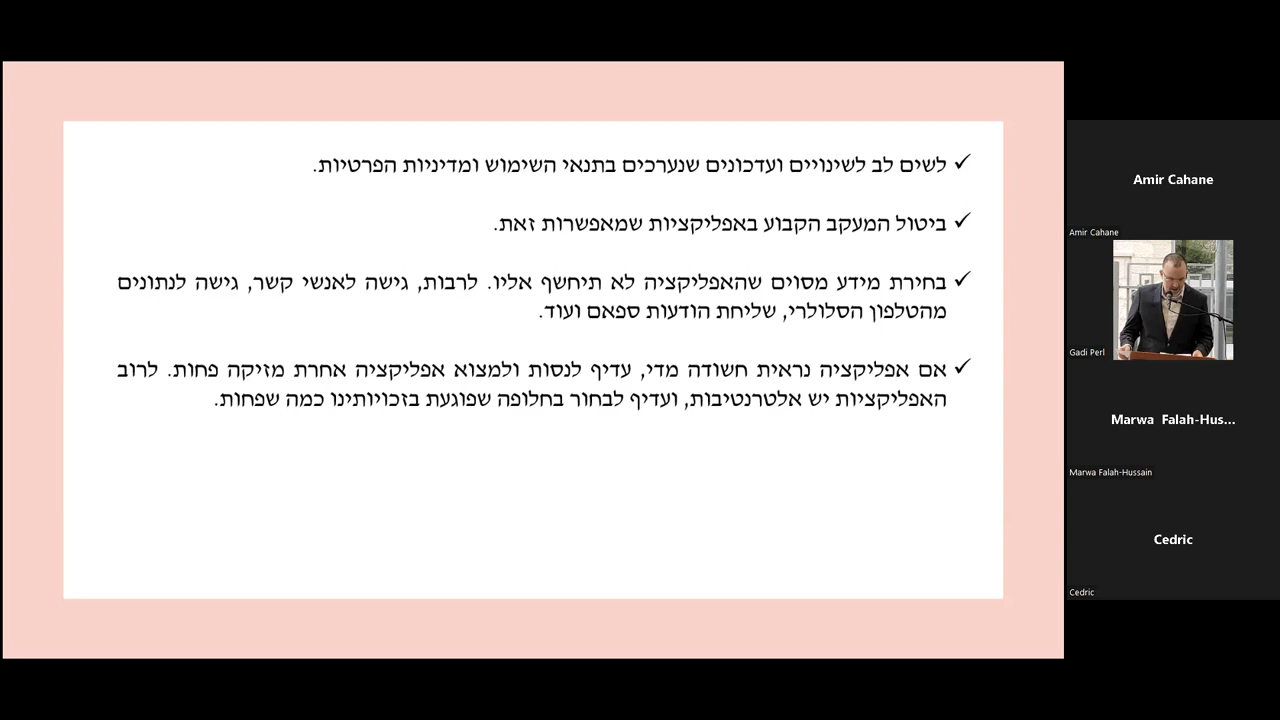 ✓ לשים לב לשינויים ועדכונים שנערכים בתנאי השימוש ומדיניות הפרטיות.
✓ ביטול המעקב הקבוע באפליקציות שמאפשרות זאת.
✓ בחירת מידע מסוים שהאפליקציה לא תיחשף אליו. לרבות, גישה לאנשי קשר, גישה לנתונים
מהטלפון הסלולרי, שליחת הודעות ספאם ועוד.
✓ אם אפליקציה נראית חשודה מדי, עדיף לנסות ולמצוא אפליקציה אחרת מזיקה פחות. לרוב
האפליקציות יש אלטרנטיבות, ועדיף לבחור בחלופה שפוגעת בזכויותינו כמה שפחות.
Amir Cahane
Amir Cahane
Gadi Perl
Marwa Falah-Hus...
Marwa Falah-Hussain
Cedric
Cedric